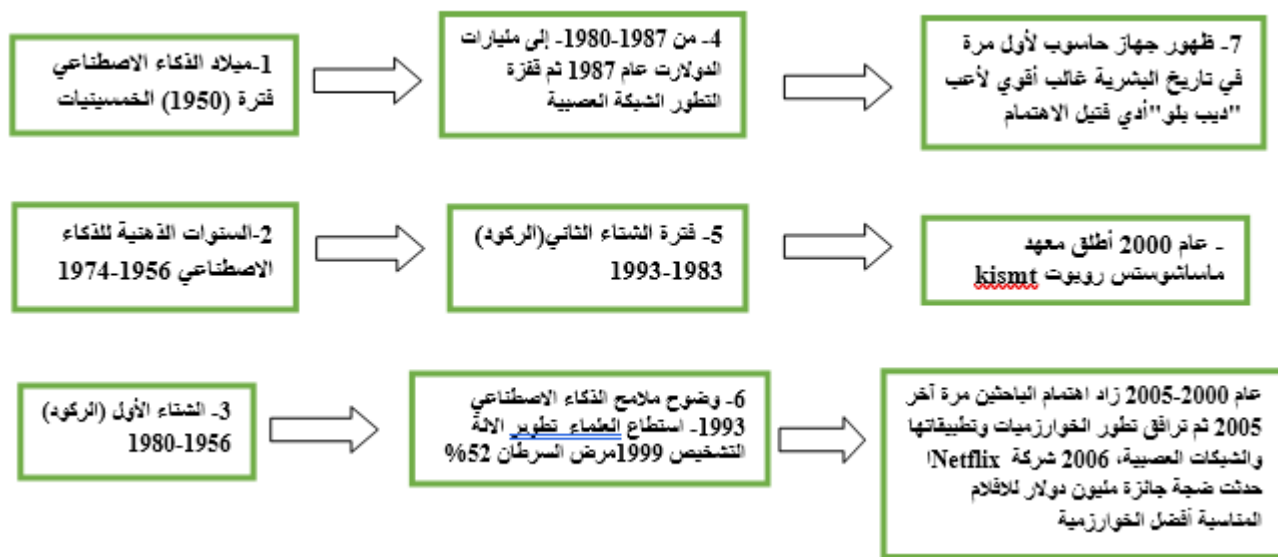 1-ميلاد الذكاء الاصطناعي
فترة (1950) الخمسينيات
4- من 1987-1980- إلى مليارات
الدولارت عام 1987 ثم قفزة
التطور الشبكة العصبية
7- ظهور جهاز حاسوب لأول مرة
في تاريخ البشرية غالب أقوي لأعب
"ديب بلو"أدي فتيل الاهتمام
2-السنوات الذهنية للذكاء
الاصطناعي 1956-1974
5- فترة الشتاء الثاني(الركود)
1993-1983
- عام 2000 أطلق معهد
ماساشوستس روبوت kismt
3- الشتاء الأول (الركود)
1980-1956
6- وضوح ملامح الذكاء الاصطناعي
1993- استطاع العلماء تطوير الالة
التشخيص 1999مرض السرطان 52%
عام 2000-2005 زاد اهتمام الباحثين مرة آخر
2005 ثم ترافق تطور الخوارزميات وتطبيقاتها
والشبكات العصبية، 2006 شركة Netflix!
حدثت ضجة جائزة مليون دولار للافلام
المناسبة أفضل الخوارزمية